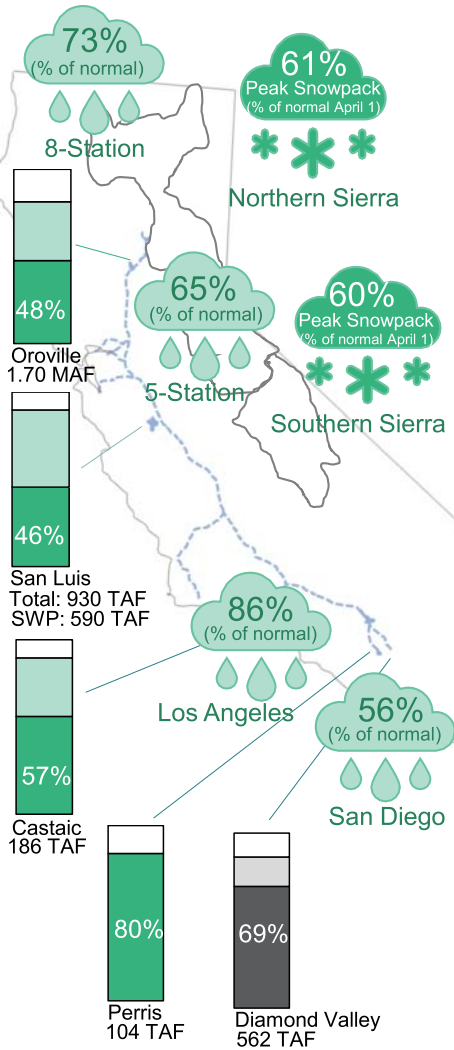 73%
(% of normal)
8-Station
61%
Peak Snowpack
(% of normal April 1)
Northern Sierra
48%
Oroville
1.70 MAF
65%
(% of normal)
5-Station
60%
Peak Snowpack
(% of normal April 1)
Southern Sierra
46%
San Luis
Total: 930 TAF
SWP: 590 TAF
86%
(% of normal)
Los Angeles
57%
Castaic
186 TAF
56%
(% of normal)
San Diego
80%
Perris
104 TAF
69%
Diamond Valley
562 TAF